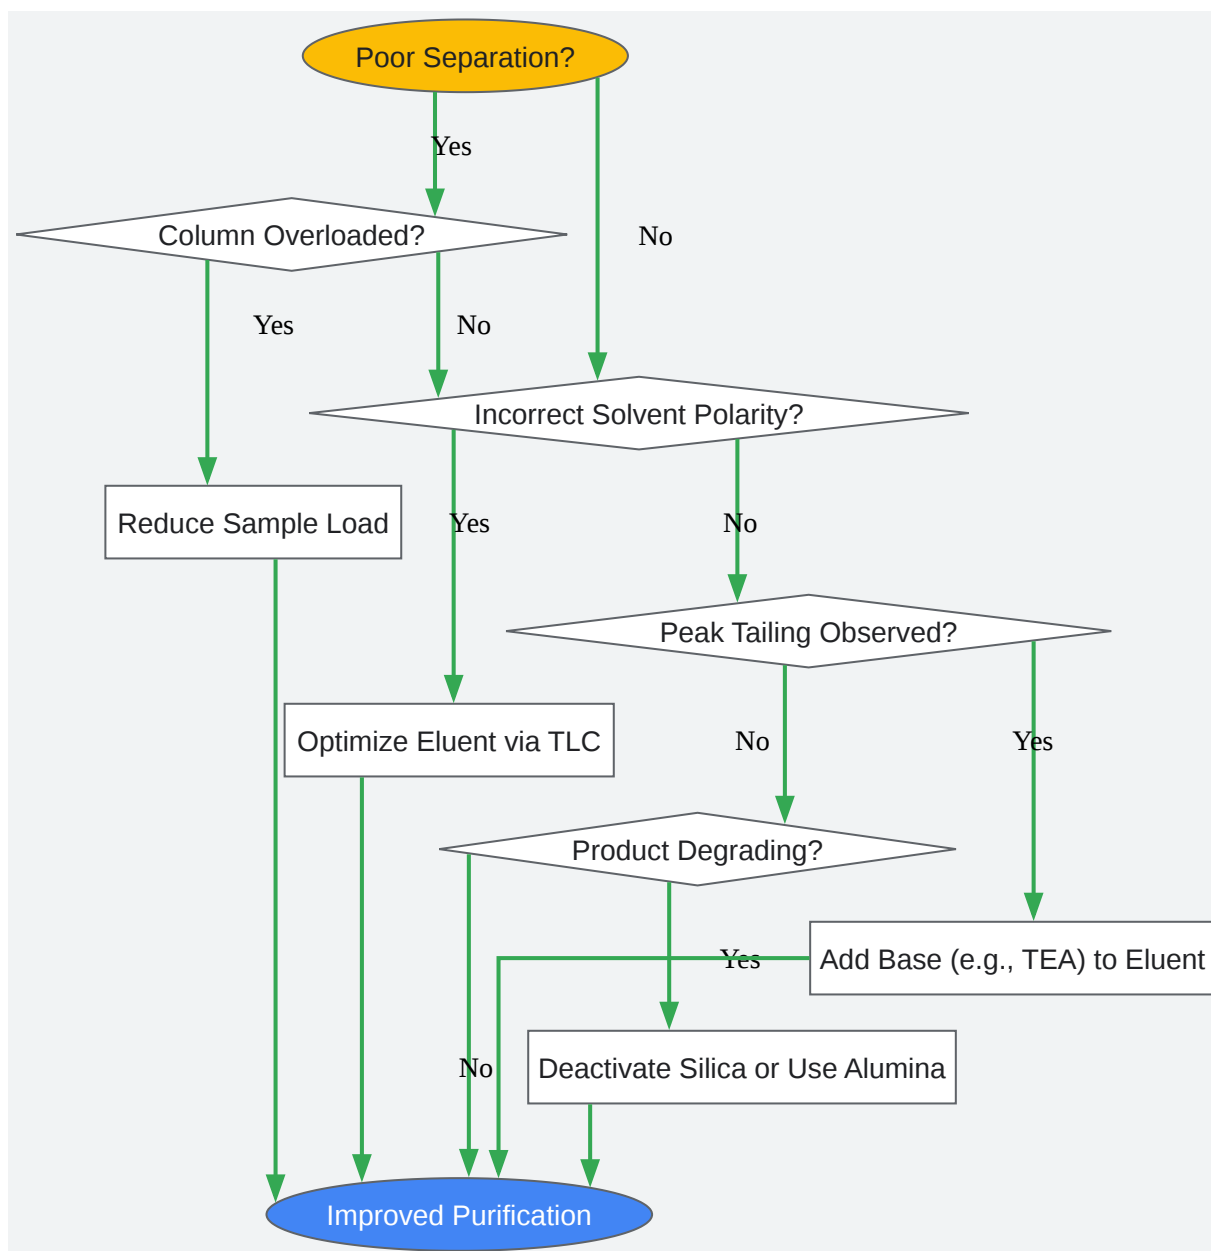 Poor Separation?
Yes
Column Overloaded?
No
Yes
No
Incorrect Solvent Polarity?
Reduce Sample Load
Yes
No
Peak Tailing Observed?
Optimize Eluent via TLC
No
Yes
Product Degrading?
Yes
Add Base (e.g., TEA) to Eluent
No
Deactivate Silica or Use Alumina
Improved Purification